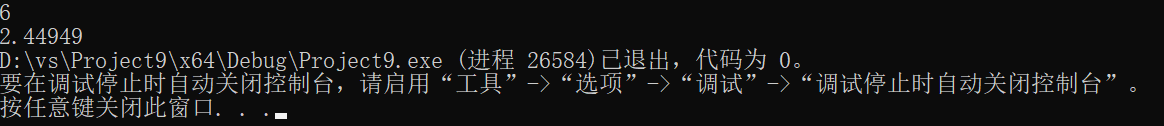 6
2.44949
D:\vs\Project9\x64\Debug\Project9.exe (进程 26584)已退出，代码为 0。
要在调试停止时自动关闭控制台，请启用“工具”->“选项”->“调试”->“调试停止时自动关闭控制台”。
按任意键关闭此窗口. . .